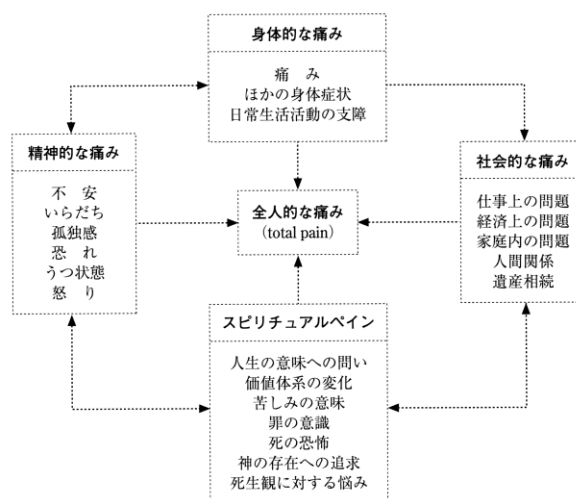 身体的な痛み
痛 み
ほかの身体症状
日常生活活動の支障
精神的な痛み
不 安
いらだち
孤独感
恐 れ
うつ状態
怒 り
全人的な痛み
(total pain)
社会的な痛み
仕事上の問題
経済上の問題
家庭内の問題
人間関係
遺産相続
スピリチュアルペイン
人生の意味への問い
価値体系の変化
苦しみの意味
罪の意識
死の恐怖
神の存在への追求
死生観に対する悩み